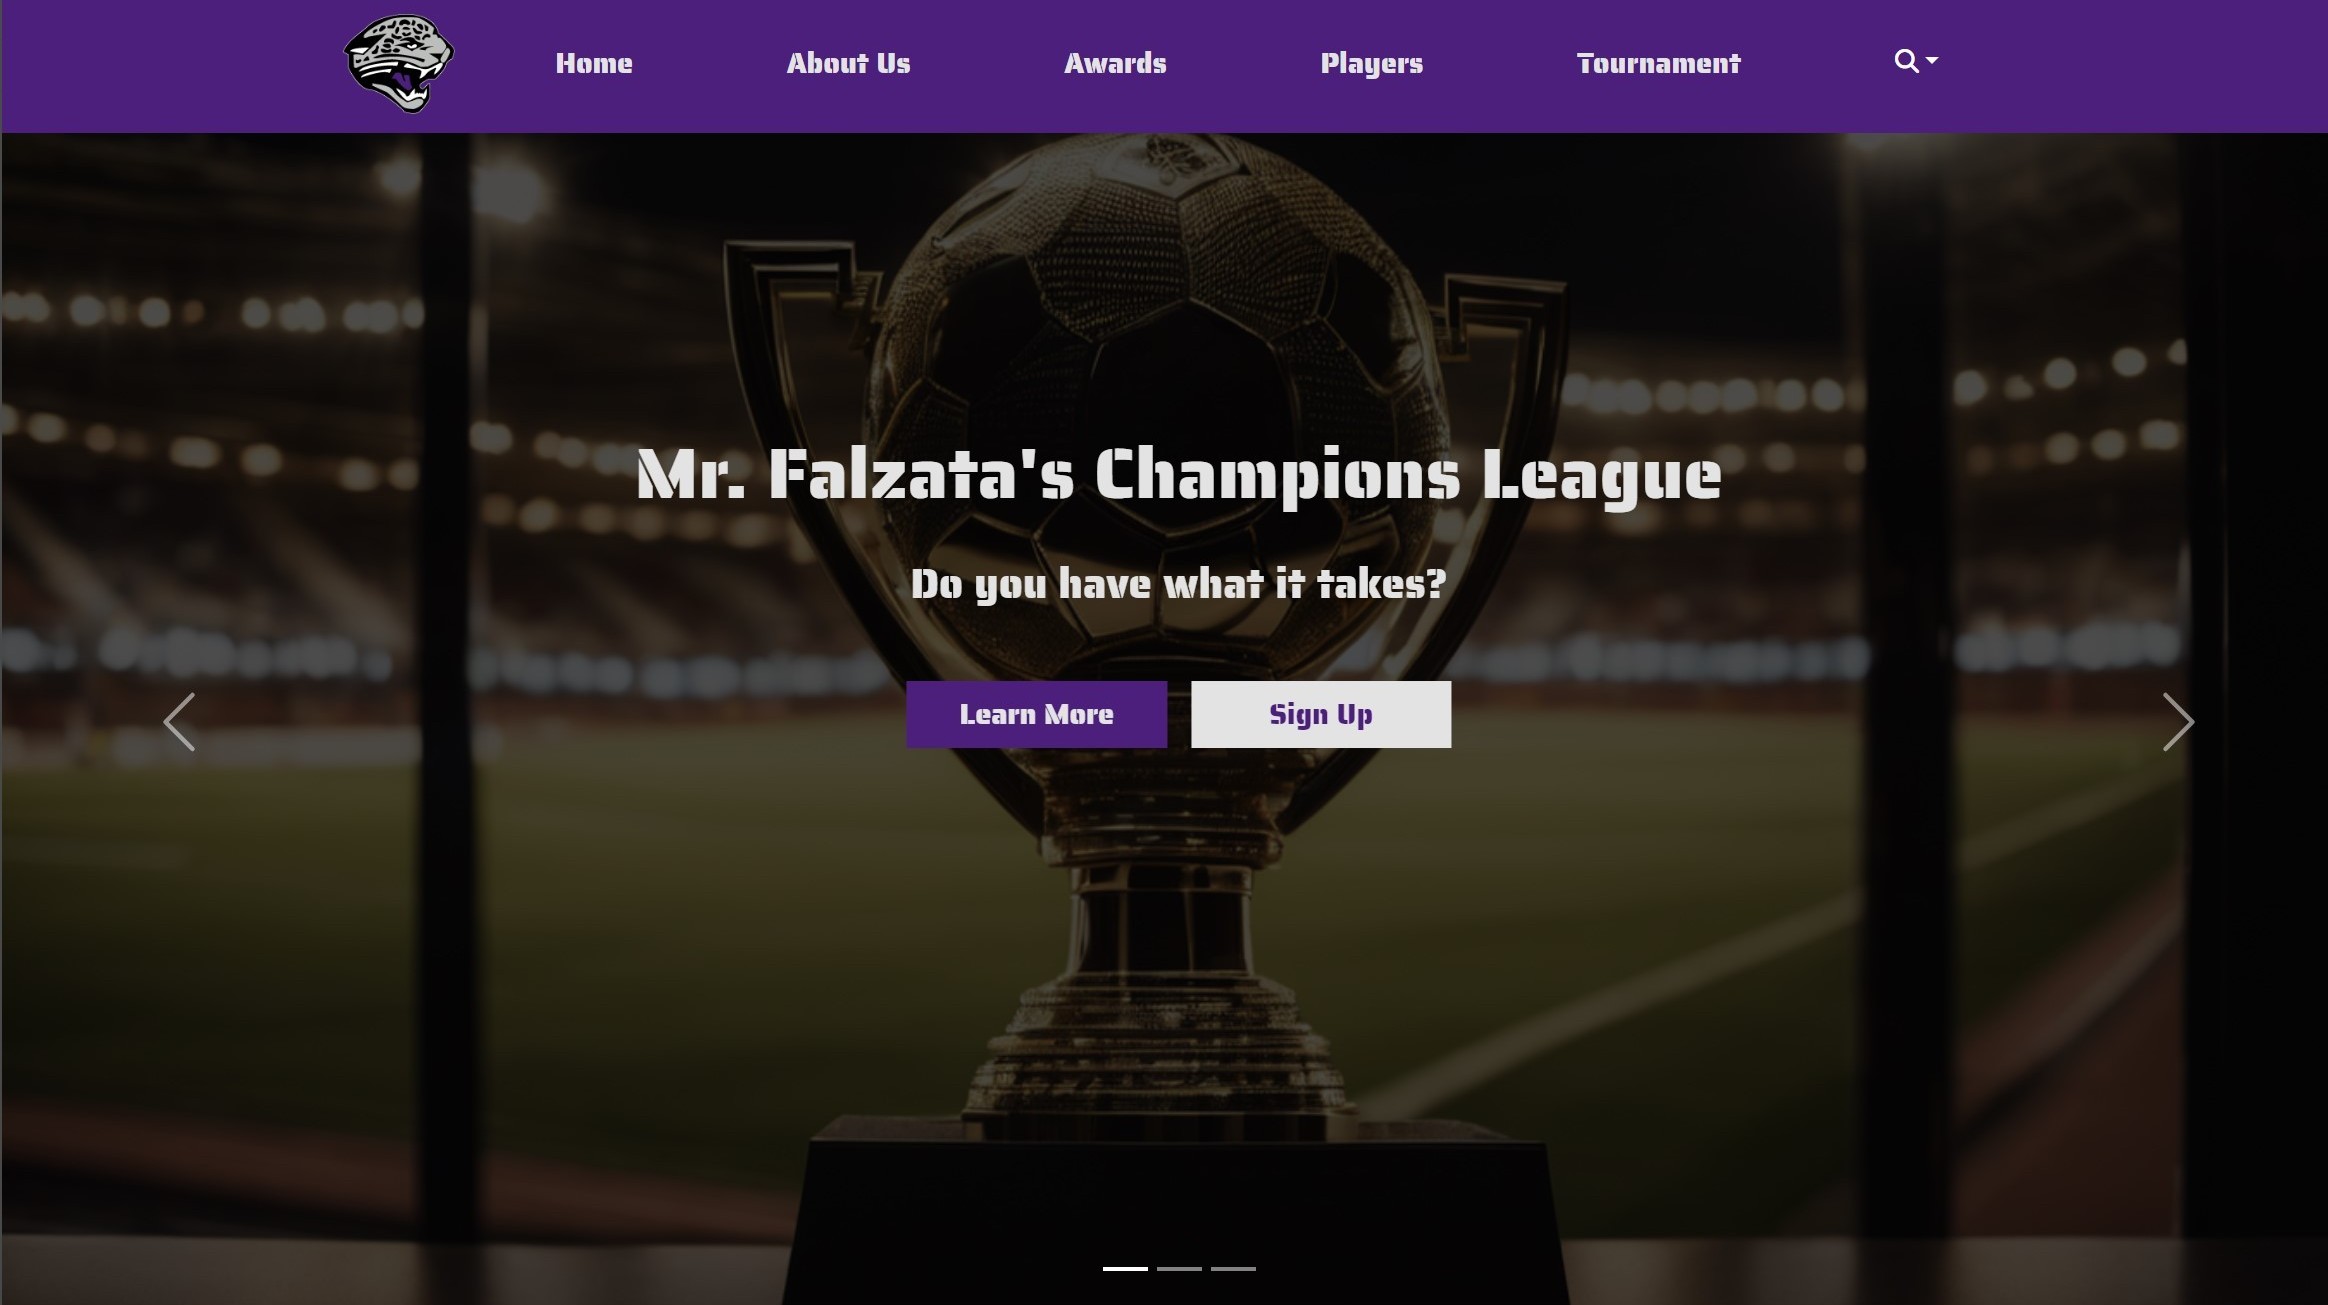 Home
About Us
Awards
Players
Tournament
Mr. Falzata's Champions League
Do you have what it takes?
Learn More
Sign Up